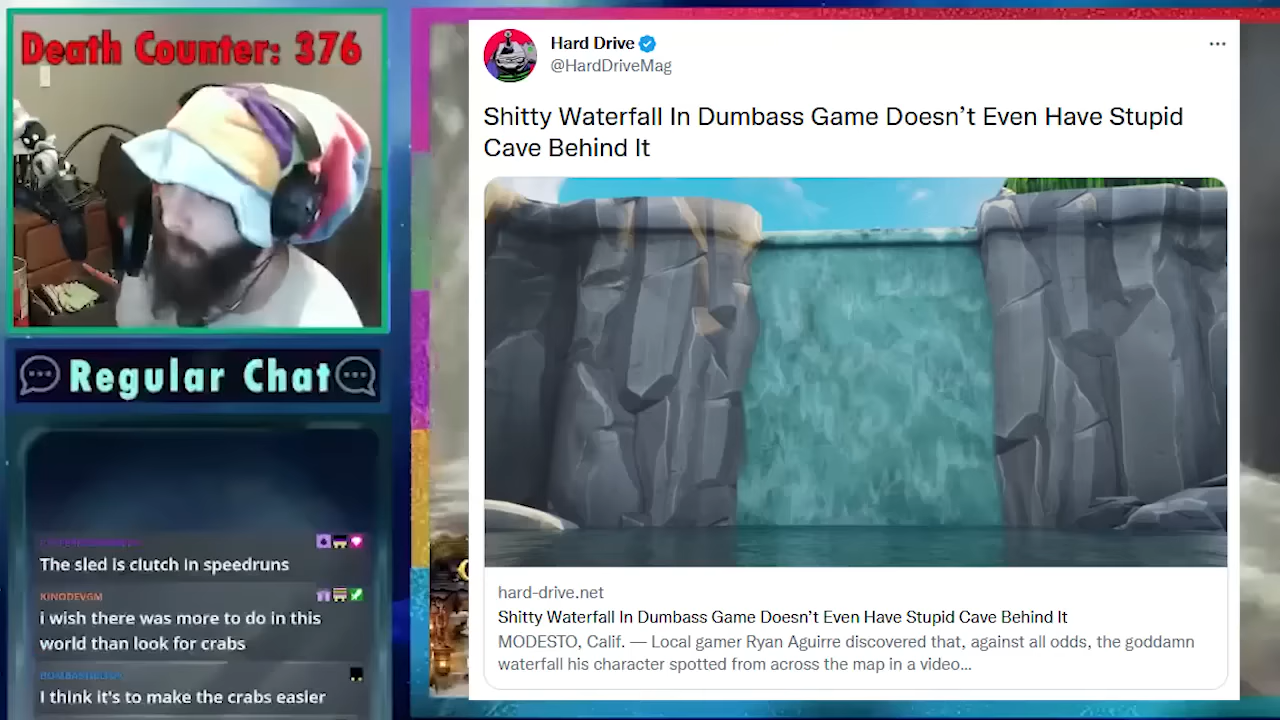 Death Counter: 376
Hard Drive
@HardDriveMag
Shitty Waterfall In Dumbass Game Doesn’t Even Have Stupid
Cave Behind It
hard-drive.net
Shitty Waterfall In Dumbass Game Doesn’t Even Have Stupid Cave Behind It
MODESTO, Calif. — Local gamer Ryan Aguirre discovered that, against all odds, the goddamn
waterfall his character spotted from across the map in a video...
Regular Chat
The sled is clutch in speedruns
KINODEVGM
i wish there was more to do in this
world than look for crabs
I think it's to make the crabs easier